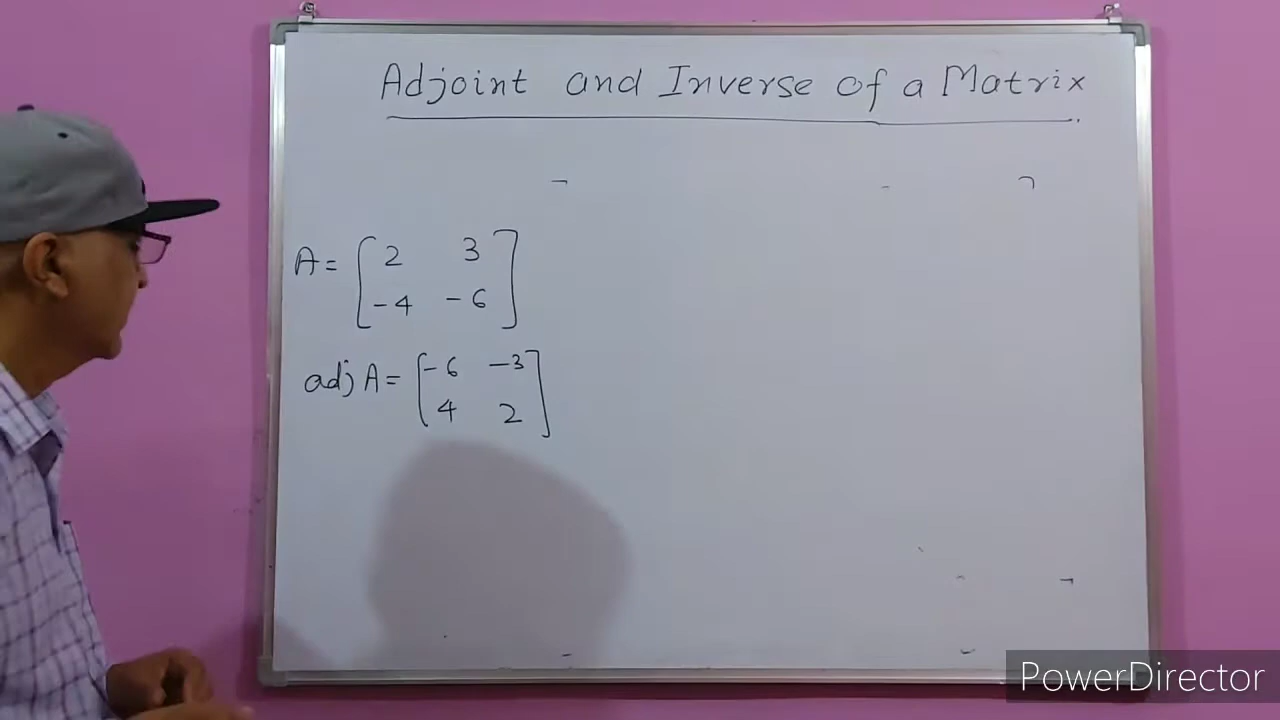 Adjoint and Inverse of a Matrix
A = [ 2 3
-4 -6 ]
adj A = [ -6 -3
4 2 ]
PowerDirector